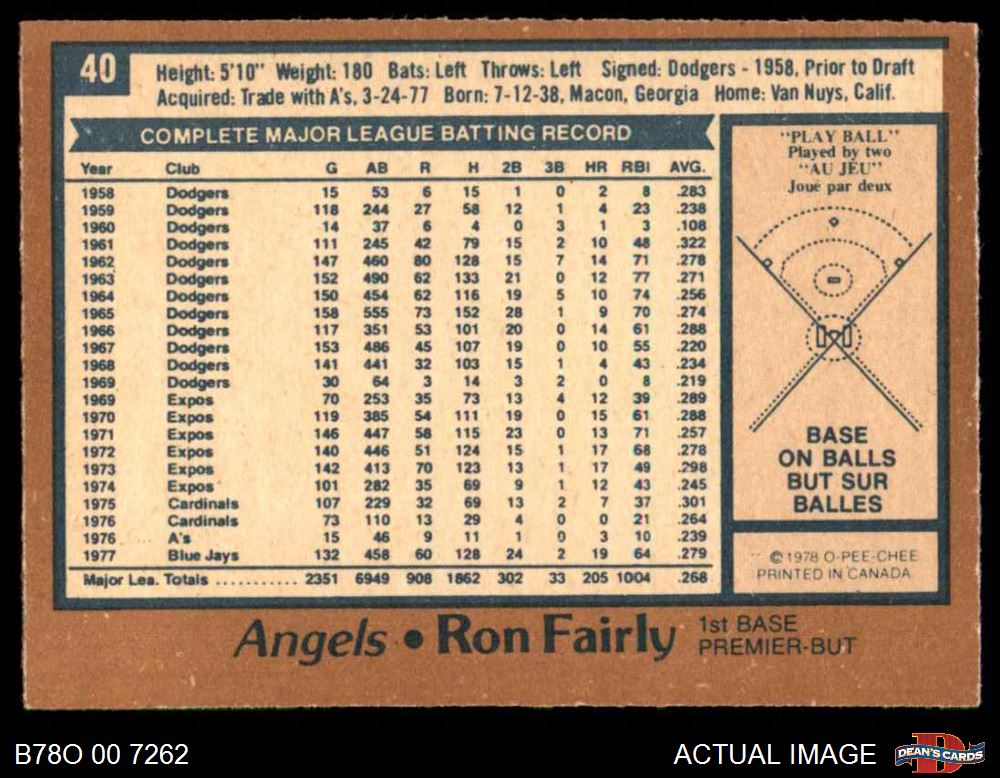 40
Height: 5'10" Weight: 180 Bats: Left Throws: Left Signed: Dodgers - 1958, Prior to Draft
Acquired: Trade with A's, 3-24-77 Born: 7-12-38, Macon, Georgia Home: Van Nuys, Calif.
COMPLETE MAJOR LEAGUE BATTING RECORD
Year Club G AB R H 2B 3B HR RBI AVG.
1958 Dodgers 15 53 6 15 1 0 2 8 .283
1959 Dodgers 118 244 27 58 12 1 4 23 .238
1960 Dodgers 14 37 6 4 0 3 1 3 .108
1961 Dodgers 111 245 42 79 15 2 10 48 .322
1962 Dodgers 147 460 80 128 15 7 14 71 .278
1963 Dodgers 152 490 62 133 21 0 12 77 .271
1964 Dodgers 150 454 62 116 19 5 10 74 .256
1965 Dodgers 158 555 73 152 28 1 9 70 .274
1966 Dodgers 117 351 53 101 20 0 14 61 .288
1967 Dodgers 153 486 45 107 19 0 10 55 .220
1968 Dodgers 141 441 32 103 15 1 4 43 .234
1969 Dodgers 30 64 3 14 3 2 0 8 .219
1969 Expos 70 253 35 73 13 4 12 39 .289
1970 Expos 119 385 54 111 19 0 15 61 .288
1971 Expos 146 447 58 115 23 0 13 71 .257
1972 Expos 140 446 51 124 15 1 17 68 .278
1973 Expos 142 413 70 123 13 1 17 49 .298
1974 Expos 101 282 35 69 9 1 12 43 .245
1975 Cardinals 107 229 32 69 13 2 7 37 .301
1976 Cardinals 73 110 13 29 4 0 0 21 .264
1976 A's 15 46 9 11 1 0 3 10 .239
1977 Blue Jays 132 458 60 128 24 2 19 64 .279
Major Lea. Totals ........... 2351 6949 908 1862 302 33 205 1004 .268
"PLAY BALL"
Played by two
"AU JEU"
Joué par deux
BASE
ON BALLS
BUT SUR
BALLES
© 1978 O-PEE-CHEE
PRINTED IN CANADA
Angels • Ron Fairly
1st BASE
PREMIER-BUT
B78O 00 7262
ACTUAL IMAGE
DEAN'S CARDS